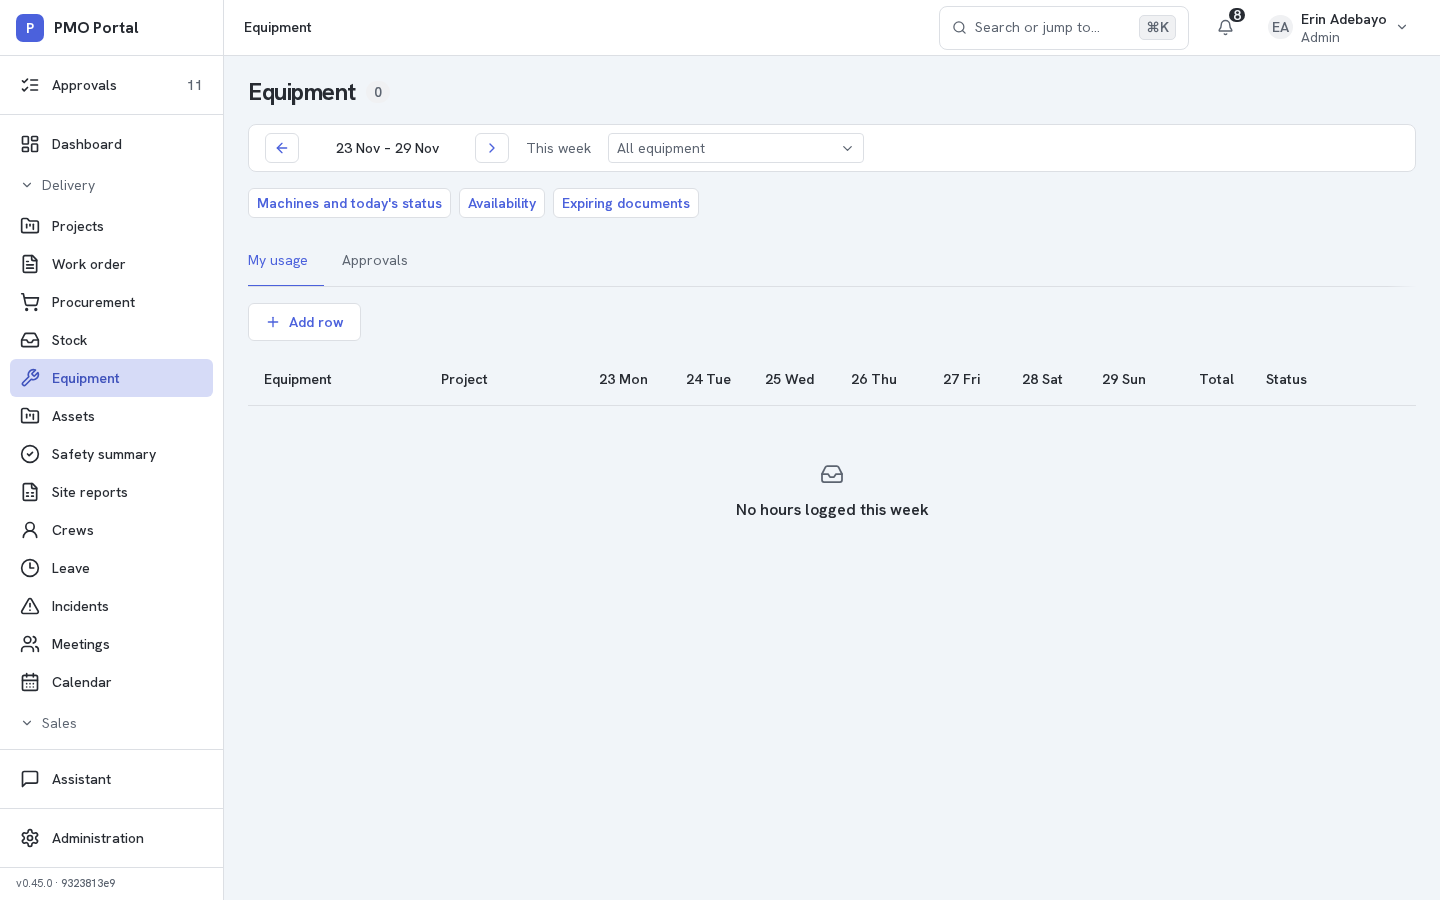 P
PMO Portal
Equipment
Search or jump to...
⌘K
8
EA
Erin Adebayo
Admin
Approvals
11
Dashboard
Delivery
Projects
Work order
Procurement
Stock
Equipment
Assets
Safety summary
Site reports
Crews
Leave
Incidents
Meetings
Calendar
Sales
Assistant
Administration
v0.45.0 · 9323813e9
Equipment 0
23 Nov – 29 Nov
This week
All equipment
Machines and today's status
Availability
Expiring documents
My usage
Approvals
Add row
Equipment Project 23 Mon 24 Tue 25 Wed 26 Thu 27 Fri 28 Sat 29 Sun Total Status
No hours logged this week